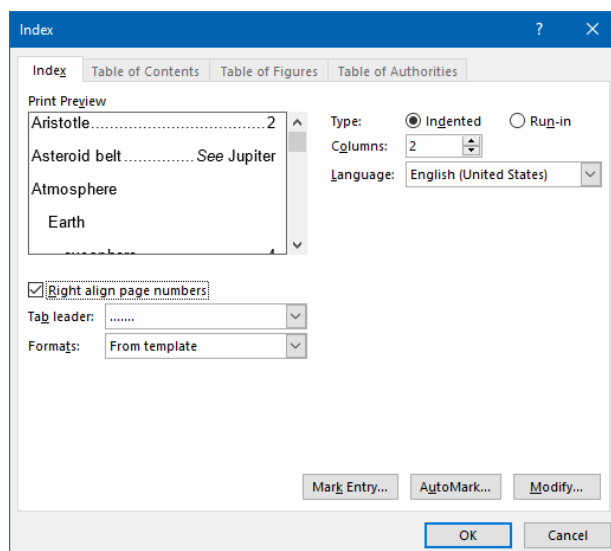 Index
?
Index
Table of Contents
Table of Figures
Table of Authorities
Print Preview
Aristotle....................................2
Asteroid belt..............See Jupiter
Atmosphere
Earth
Type:
Indented
Run-in
Columns:
2
Language:
English (United States)
Right align page numbers
Tab leader:
.......
Formats:
From template
Mark Entry...
AutoMark...
Modify...
OK
Cancel